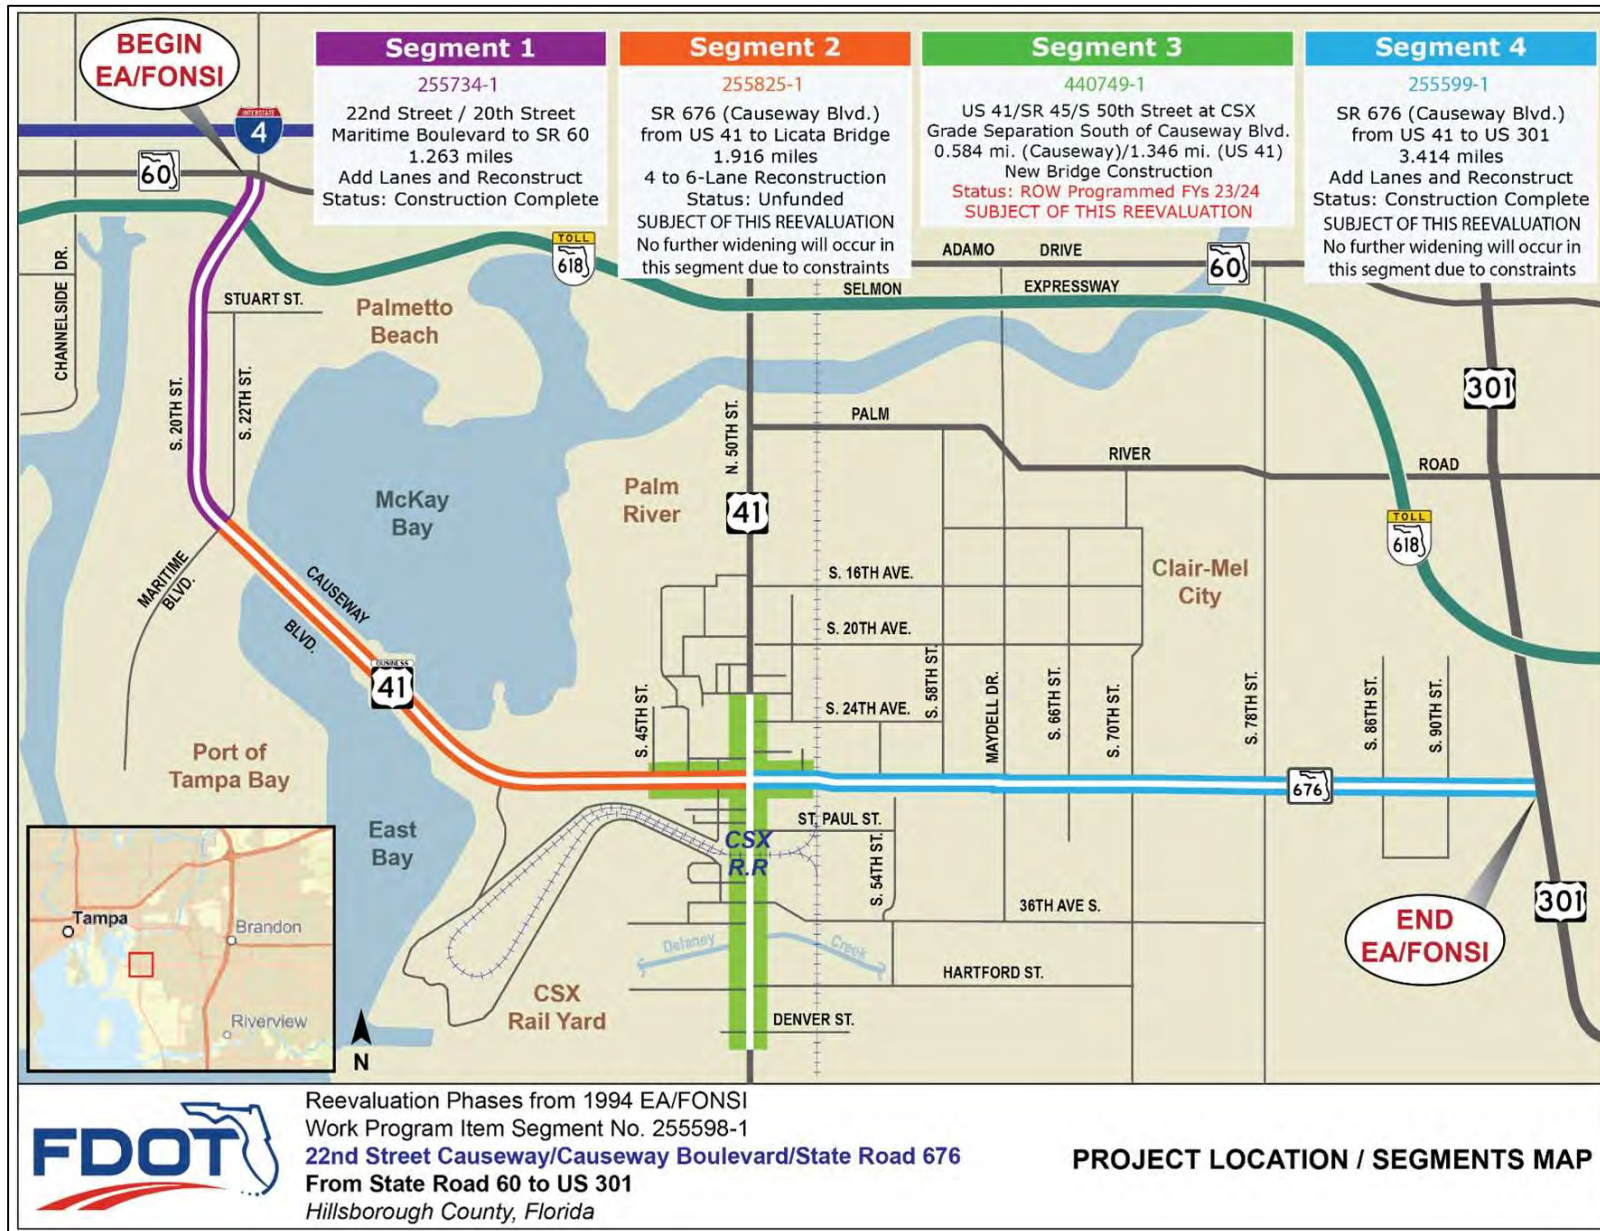 BEGIN
EA/FONSI
Segment 1
255734-1
22nd Street / 20th Street
Maritime Boulevard to SR 60
1.263 miles
Add Lanes and Reconstruct
Status: Construction Complete
Segment 2
255825-1
SR 676 (Causeway Blvd.)
from US 41 to Licata Bridge
1.916 miles
4 to 6-Lane Reconstruction
Status: Unfunded
SUBJECT OF THIS REEVALUATION
No further widening will occur in
this segment due to constraints
Segment 3
440749-1
US 41/SR 45/S 50th Street at CSX
Grade Separation South of Causeway Blvd.
0.584 mi. (Causeway)/1.346 mi. (US 41)
New Bridge Construction
Status: ROW Programmed FYs 23/24
SUBJECT OF THIS REEVALUATION
Segment 4
255599-1
SR 676 (Causeway Blvd.)
from US 41 to US 301
3.414 miles
Add Lanes and Reconstruct
Status: Construction Complete
SUBJECT OF THIS REEVALUATION
No further widening will occur in
this segment due to constraints
INTERSTATE
4
60
TOLL
618
ADAMO DRIVE
60
SELMON EXPRESSWAY
CHANNELSIDE DR.
STUART ST.
Palmetto
Beach
S. 20TH ST.
S. 22TH ST.
301
N. 50TH ST.
PALM RIVER ROAD
McKay
Bay
Palm
River
41
TOLL
618
MARITIME
BLVD.
CAUSEWAY
BLVD.
S. 16TH AVE.
Clair-Mel
City
S. 20TH AVE.
BUSINESS
41
S. 45TH ST.
S. 24TH AVE.
S. 58TH ST.
MAYDELL DR.
S. 66TH ST.
S. 70TH ST.
S. 78TH ST.
S. 86TH ST.
S. 90TH ST.
Port of
Tampa Bay
676
East
Bay
ST. PAUL ST.
CSX
R.R
S. 54TH ST.
36TH AVE S.
END
EA/FONSI
301
Delaney Creek
HARTFORD ST.
CSX
Rail Yard
DENVER ST.
Tampa
Brandon
Riverview
N
FDOT
Reevaluation Phases from 1994 EA/FONSI
Work Program Item Segment No. 255598-1
22nd Street Causeway/Causeway Boulevard/State Road 676
From State Road 60 to US 301
Hillsborough County, Florida
PROJECT LOCATION / SEGMENTS MAP